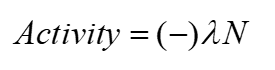 Activity = (−)λN